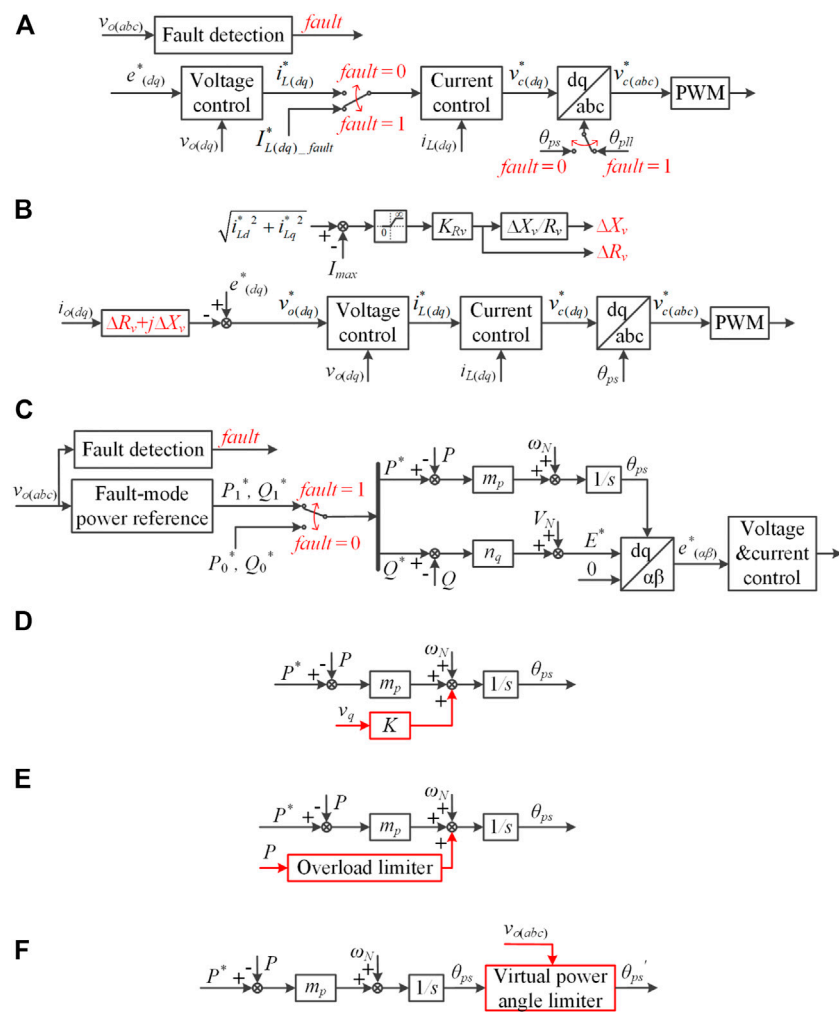 A
v_o(abc)
Fault detection
fault
e*_(dq)
Voltage control
i*_L(dq)
fault=0
fault=1
I*_L(dq)_fault
v_o(dq)
Current control
i_L(dq)
v*_c(dq)
dq
abc
v*_c(abc)
PWM
θ_ps
θ_pll
fault=0
fault=1
B
√(i*_Ld² + i*_Lq²)
+
-
I_max
0
∞
K_Rv
ΔX_v/R_v
ΔX_v
ΔR_v
i_o(dq)
ΔR_v+jΔX_v
-
+
e*_(dq)
v*_o(dq)
Voltage control
v_o(dq)
i*_L(dq)
Current control
i_L(dq)
v*_c(dq)
dq
abc
θ_ps
v*_c(abc)
PWM
C
v_o(abc)
Fault detection
fault
Fault-mode
power reference
P_1*, Q_1*
fault=1
fault=0
P_0*, Q_0*
P*
+
-
P
m_p
+
+
ω_N
1/s
θ_ps
Q*
+
-
Q
n_q
+
+
V_N
E*
0
dq
αβ
e*_(αβ)
Voltage
&current
control
D
P*
+
-
P
m_p
+
+
+
ω_N
1/s
θ_ps
v_q
K
E
P*
+
-
P
m_p
+
+
+
ω_N
1/s
θ_ps
P
Overload limiter
F
P*
+
-
P
m_p
+
+
ω_N
1/s
θ_ps
v_o(abc)
Virtual power
angle limiter
θ_ps'